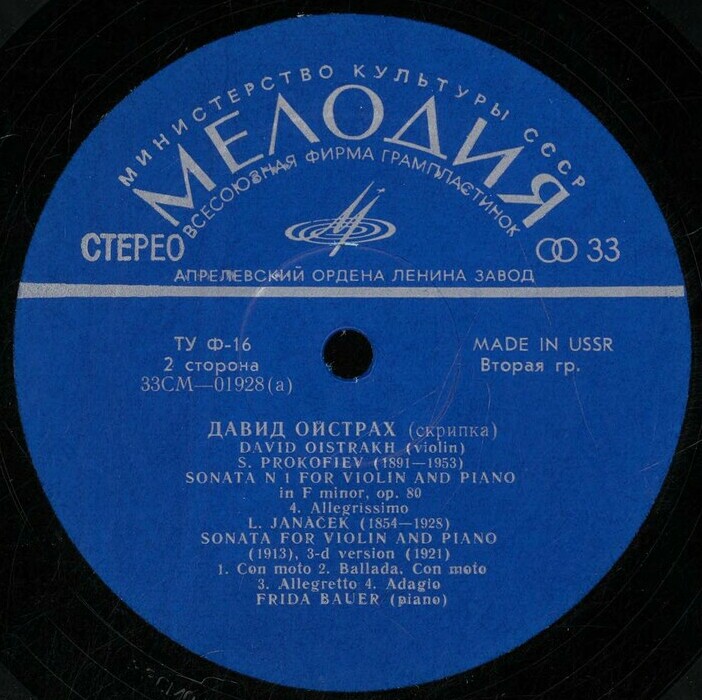 МИНИСТЕРСТВО КУЛЬТУРЫ СССР
МЕЛОДИЯ
ВСЕСОЮЗНАЯ ФИРМА ГРАМПЛАСТИНОК
СТЕРЕО
33
АПРЕЛЕВСКИЙ ОРДЕНА ЛЕНИНА ЗАВОД
ТУ Ф-16
MADE IN USSR
2 сторона
Вторая гр.
33СМ—01928(а)
ДАВИД ОЙСТРАХ (скрипка)
DAVID OISTRAKH (violin)
S. PROKOFIEV (1891—1953)
SONATA N 1 FOR VIOLIN AND PIANO
in F minor, op. 80
4. Allegrissimo
L. JANAČEK (1854—1928)
SONATA FOR VIOLIN AND PIANO
(1913), 3-d version (1921)
1. Con moto 2. Ballada. Con moto
3. Allegretto 4. Adagio
FRIDA BAUER (piano)